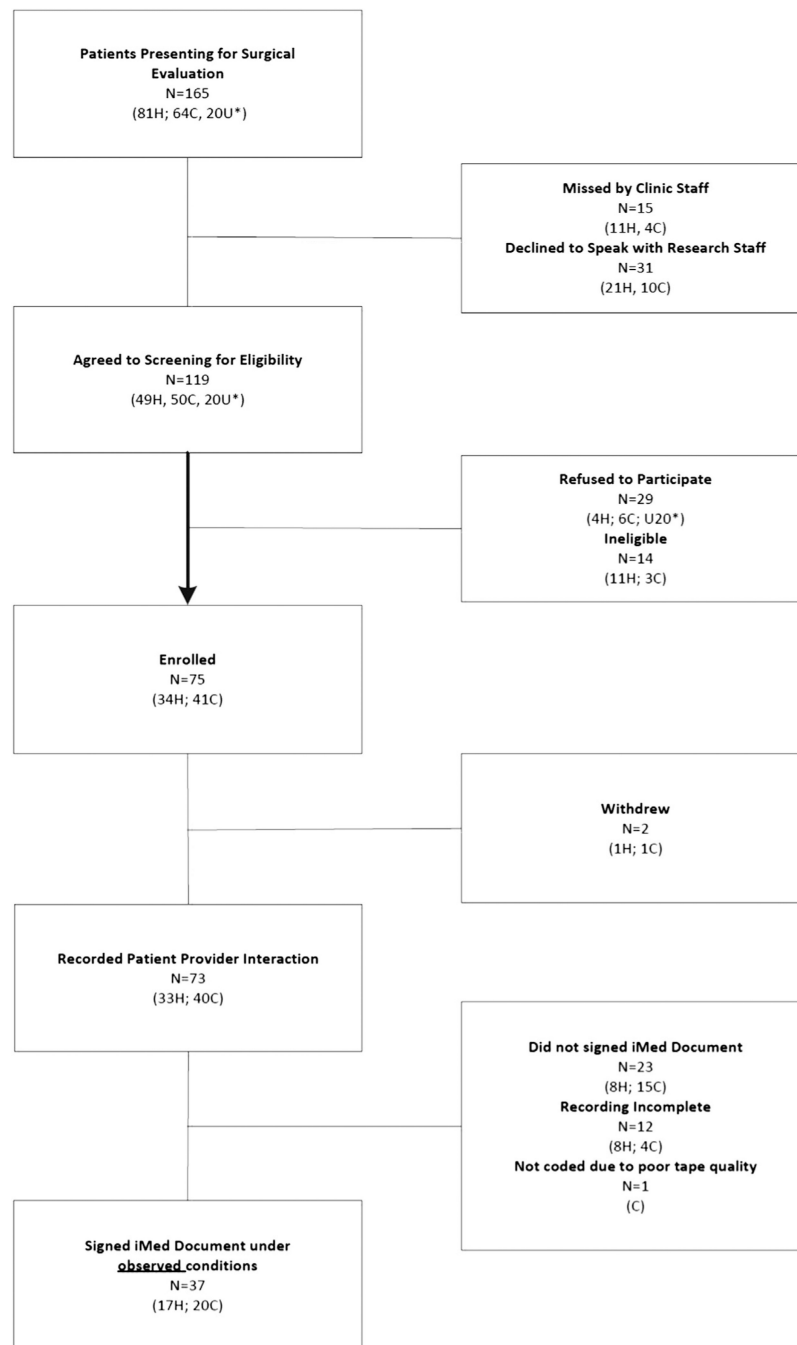 Patients Presenting for Surgical
Evaluation
N=165
(81H; 64C, 20U*)
Missed by Clinic Staff
N=15
(11H, 4C)
Declined to Speak with Research Staff
N=31
(21H, 10C)
Agreed to Screening for Eligibility
N=119
(49H, 50C, 20U*)
Refused to Participate
N=29
(4H; 6C; U20*)
Ineligible
N=14
(11H; 3C)
Enrolled
N=75
(34H; 41C)
Withdrew
N=2
(1H; 1C)
Recorded Patient Provider Interaction
N=73
(33H; 40C)
Did not signed iMed Document
N=23
(8H; 15C)
Recording Incomplete
N=12
(8H; 4C)
Not coded due to poor tape quality
N=1
(C)
Signed iMed Document under
observed conditions
N=37
(17H; 20C)